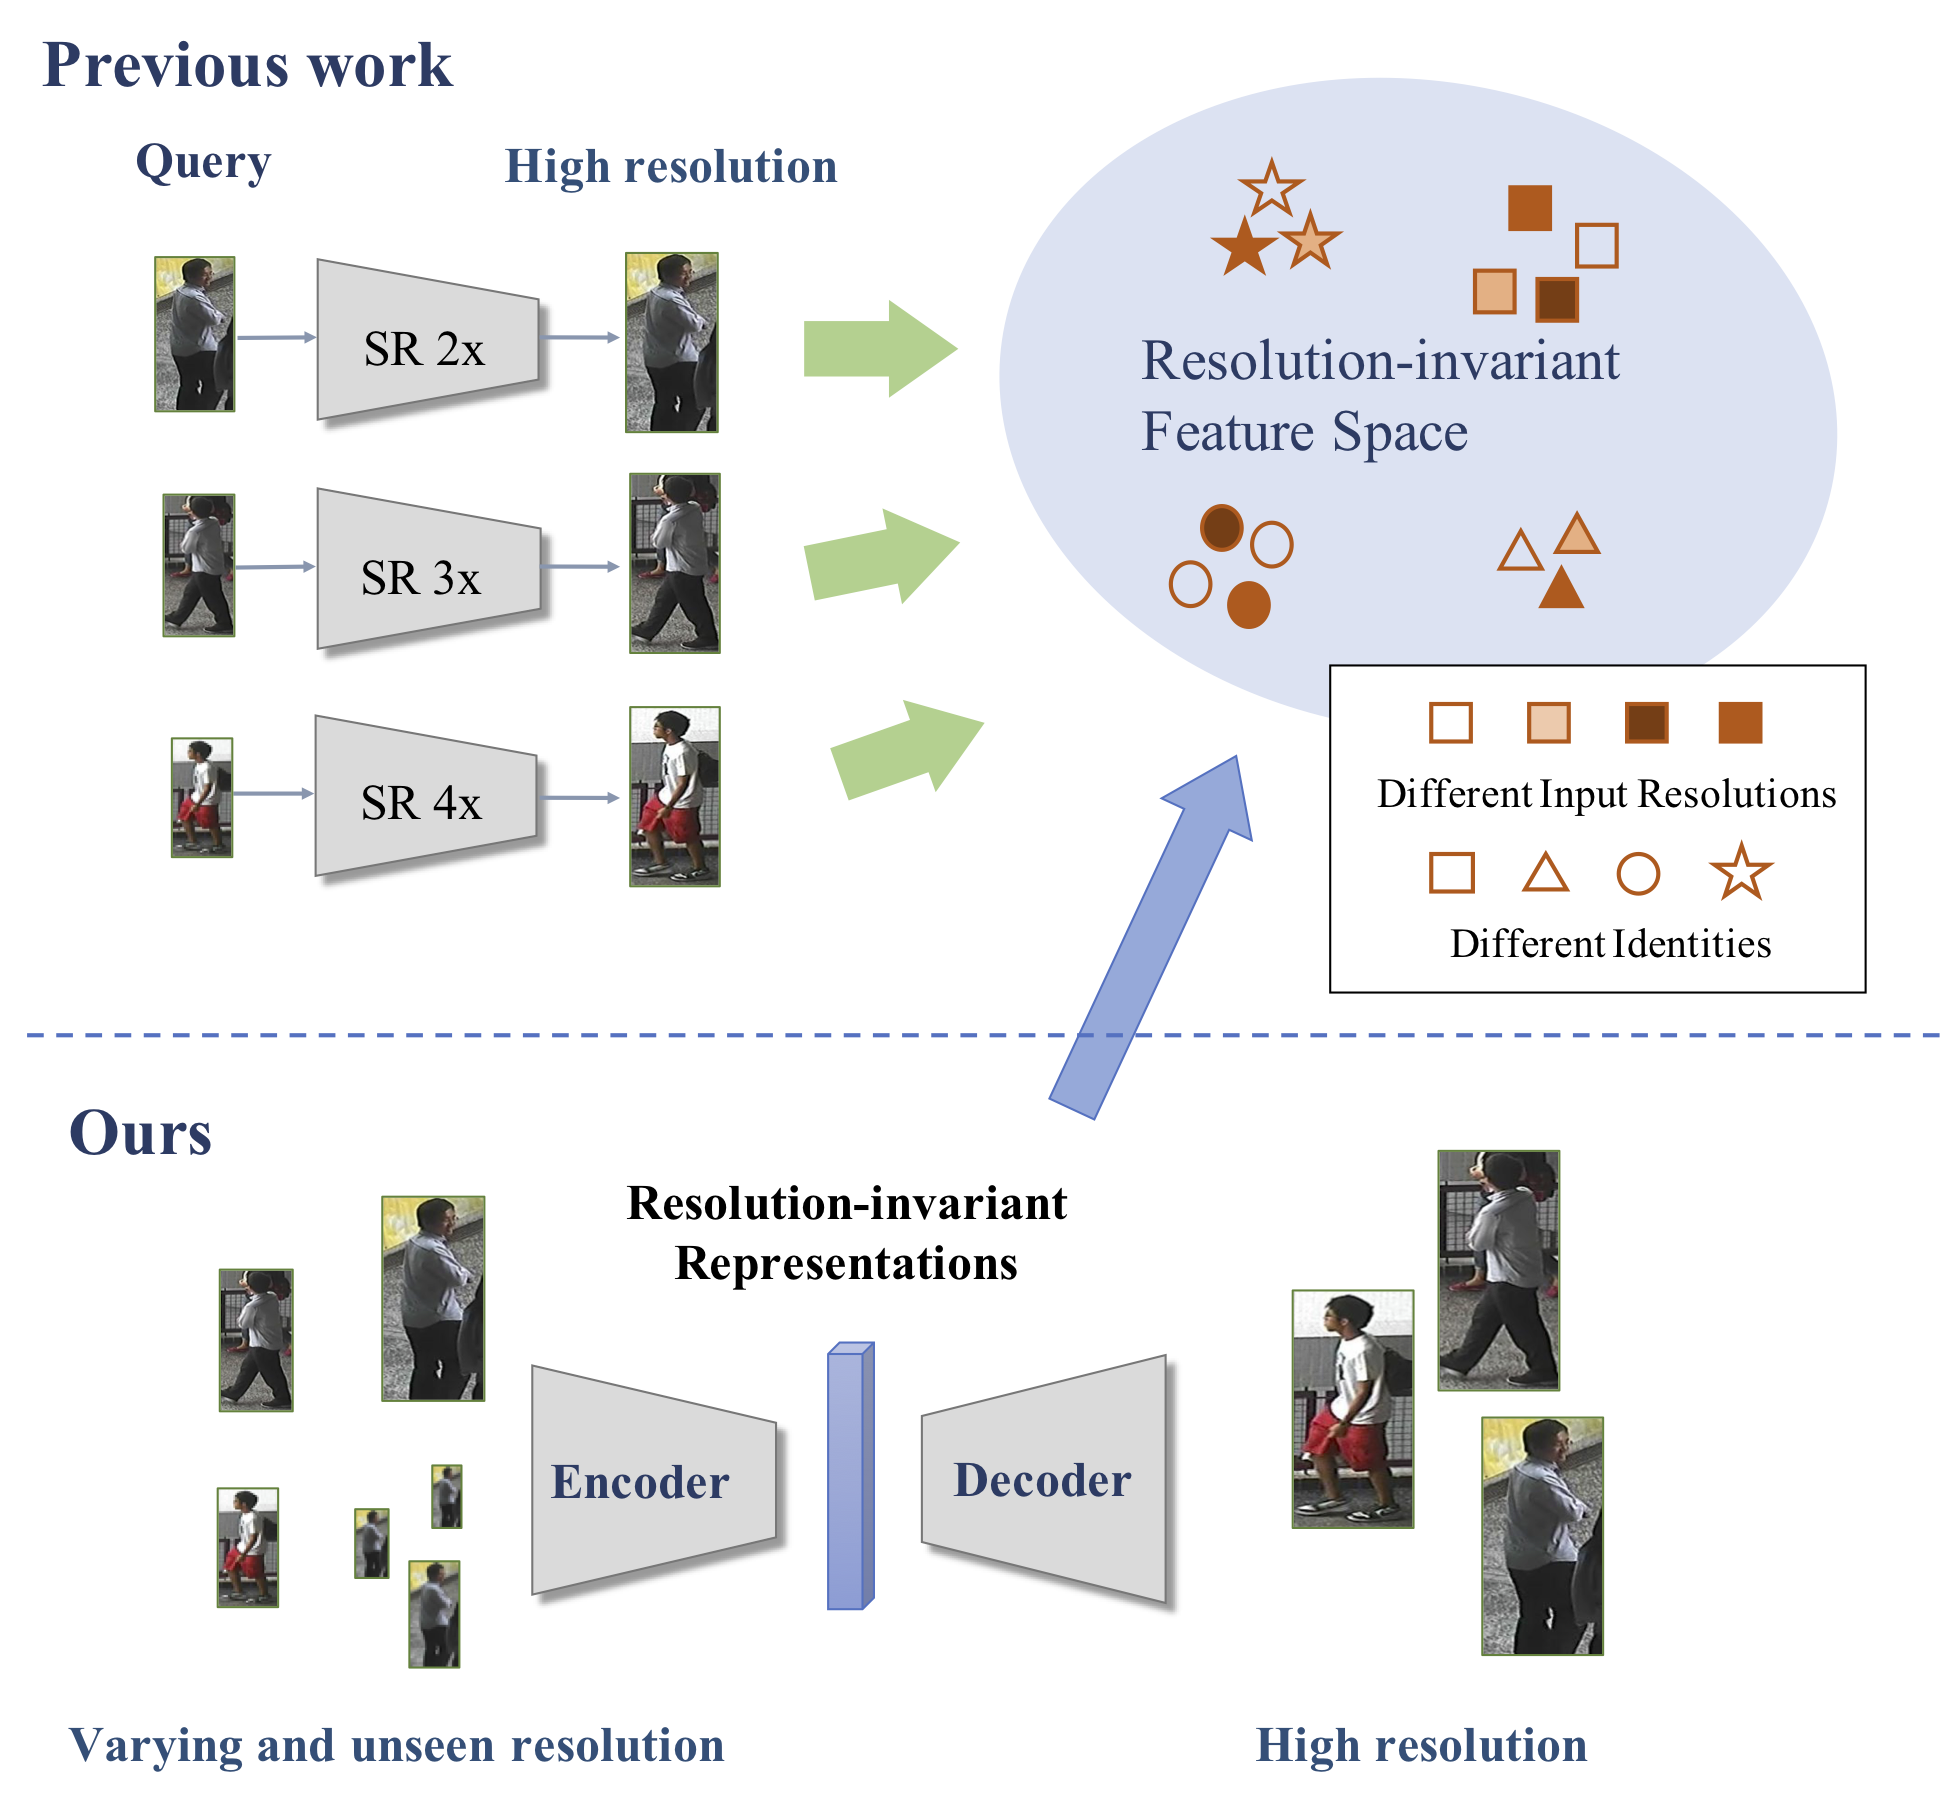 Previous work
Query
High resolution
SR 2x
SR 3x
SR 4x
Resolution-invariant
Feature Space
Different Input Resolutions
Different Identities
Ours
Resolution-invariant
Representations
Encoder
Decoder
Varying and unseen resolution
High resolution